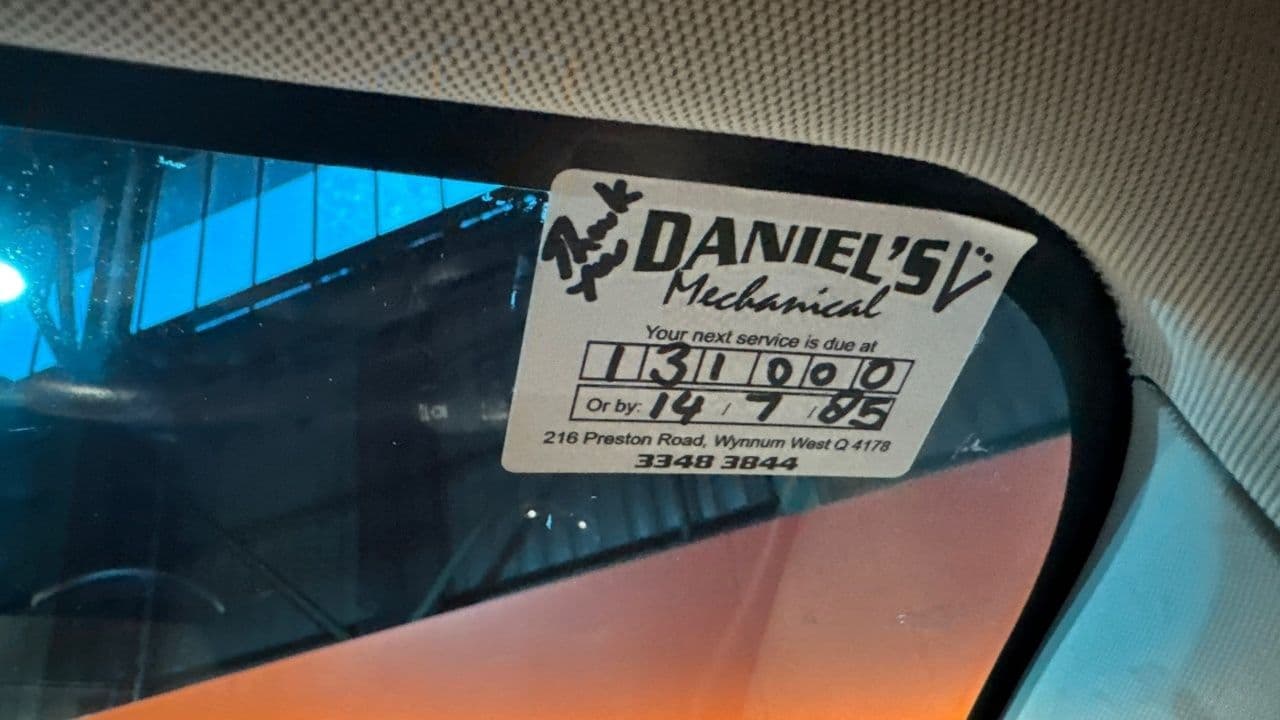 Thank
you
DANIEL'S
Mechanical
Your next service is due at
131000
Or by: 14 / 7 / 85
216 Preston Road, Wynnum West Q 4178
3348 3844